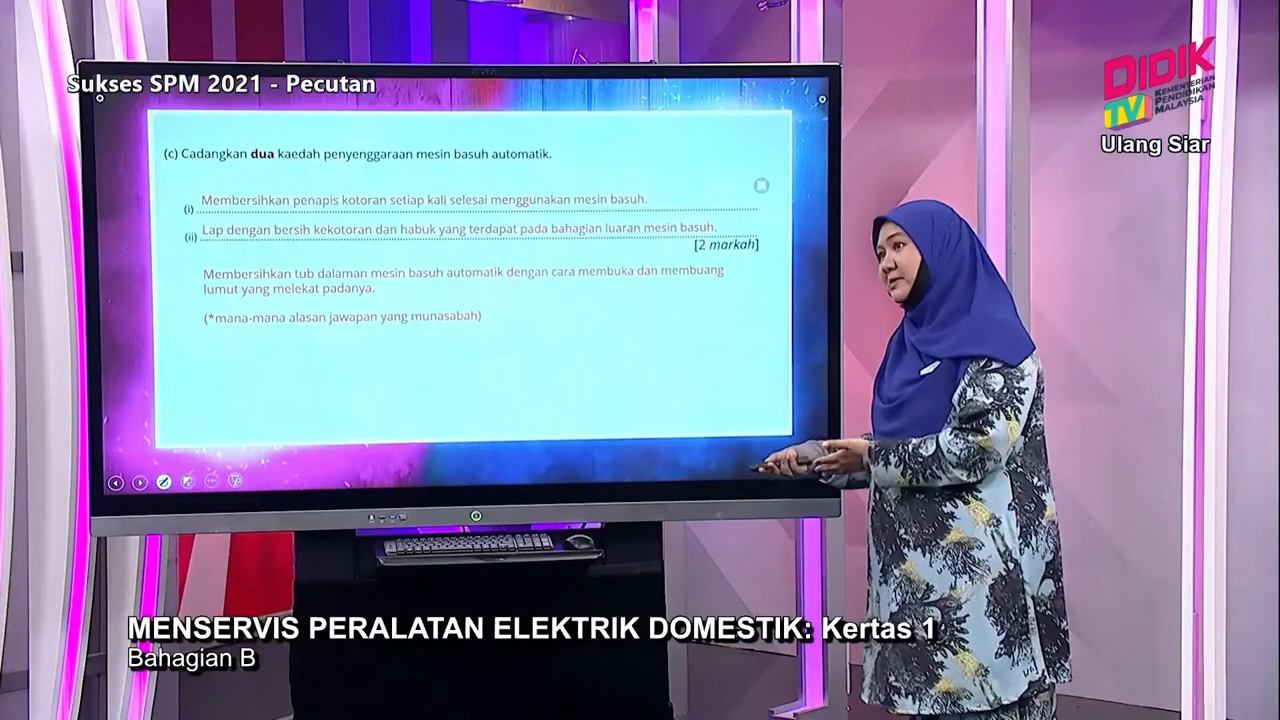 Sukses SPM 2021 - Pecutan
DIDIK
TV
KEMENTERIAN
PENDIDIKAN
MALAYSIA
Ulang Siar
(c) Cadangkan dua kaedah penyenggaraan mesin basuh automatik.
(i) Membersihkan penapis kotoran setiap kali selesai menggunakan mesin basuh.
(ii) Lap dengan bersih kekotoran dan habuk yang terdapat pada bahagian luaran mesin basuh.
[2 markah]
Membersihkan tub dalaman mesin basuh automatik dengan cara membuka dan membuang
lumut yang melekat padanya.
(*mana-mana alasan jawapan yang munasabah)
MENSERVIS PERALATAN ELEKTRIK DOMESTIK: Kertas 1
Bahagian B